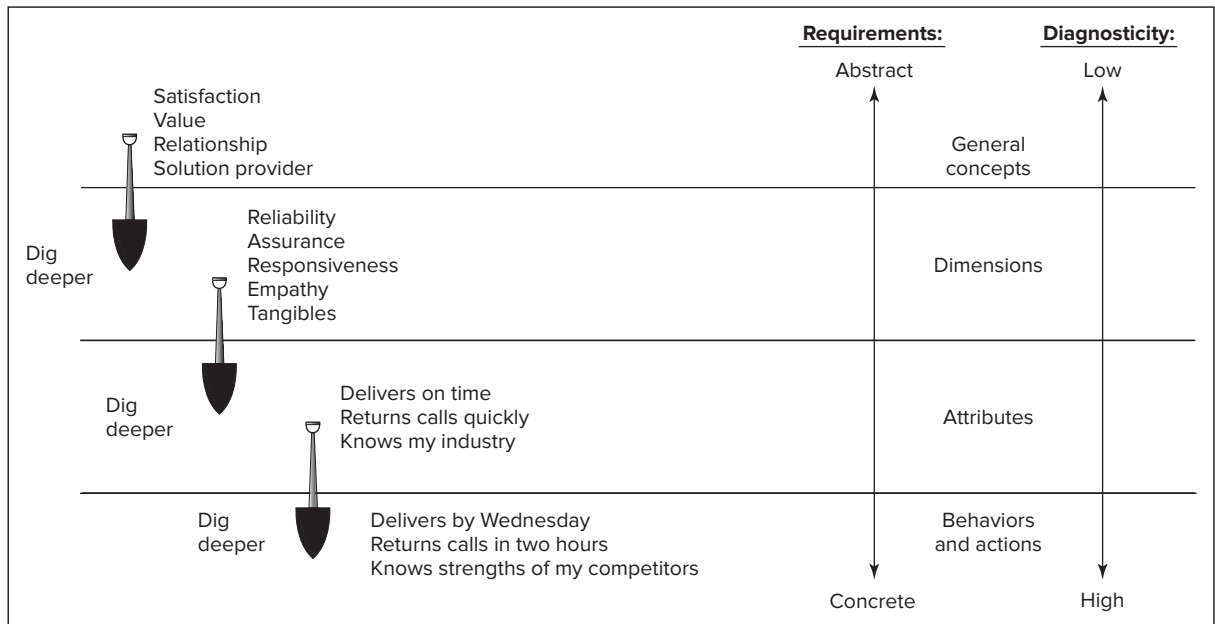 Requirements:
Diagnosticity:
Abstract
Low
Satisfaction
Value
Relationship
Solution provider
General
concepts
Dig
deeper
Reliability
Assurance
Responsiveness
Empathy
Tangibles
Dimensions
Dig
deeper
Delivers on time
Returns calls quickly
Knows my industry
Attributes
Dig
deeper
Delivers by Wednesday
Returns calls in two hours
Knows strengths of my competitors
Behaviors
and actions
Concrete
High